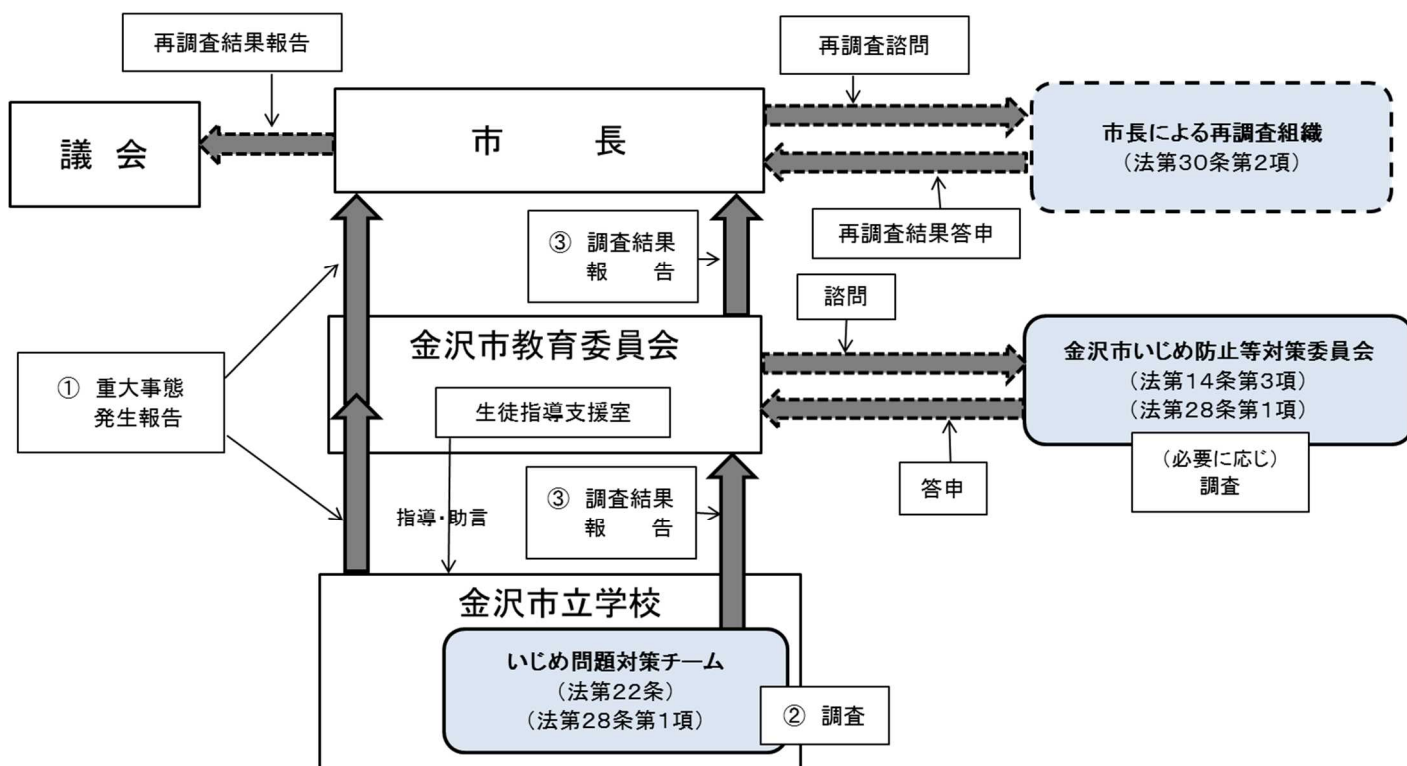 再調査結果報告
再調査諮問
議 会
市 長
市長による再調査組織
(法第30条第2項)
再調査結果答申
③ 調査結果
報 告
諮問
① 重大事態
発生報告
金沢市教育委員会
生徒指導支援室
金沢市いじめ防止等対策委員会
(法第14条第3項)
(法第28条第1項)
(必要に応じ)
調査
答申
指導・助言
③ 調査結果
報 告
金沢市立学校
いじめ問題対策チーム
(法第22条)
(法第28条第1項)
② 調査